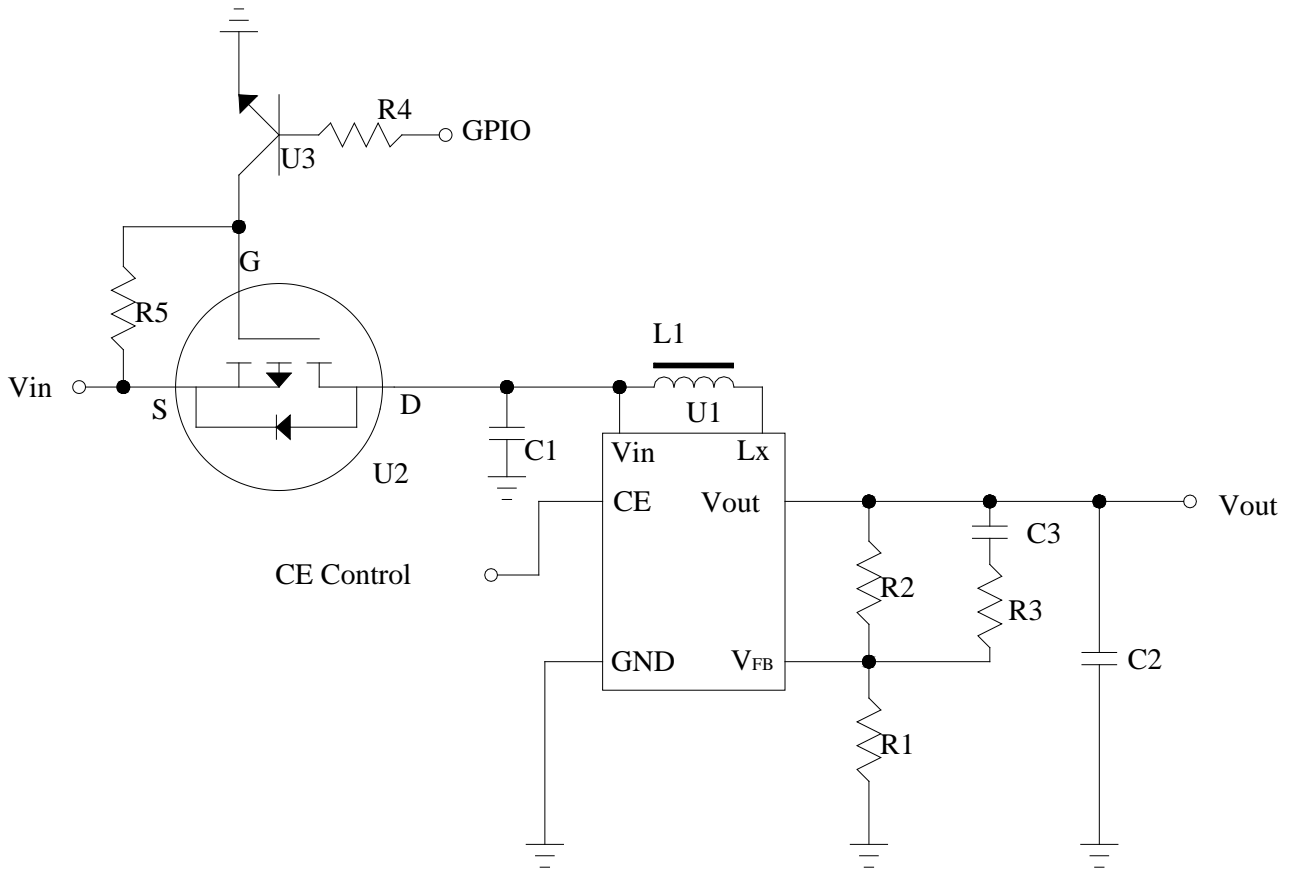 R4
GPIO
U3
G
R5
L1
Vin
S
D
U1
C1
Vin
Lx
U2
CE
Vout
Vout
C3
CE Control
R2
R3
GND
VFB
C2
R1